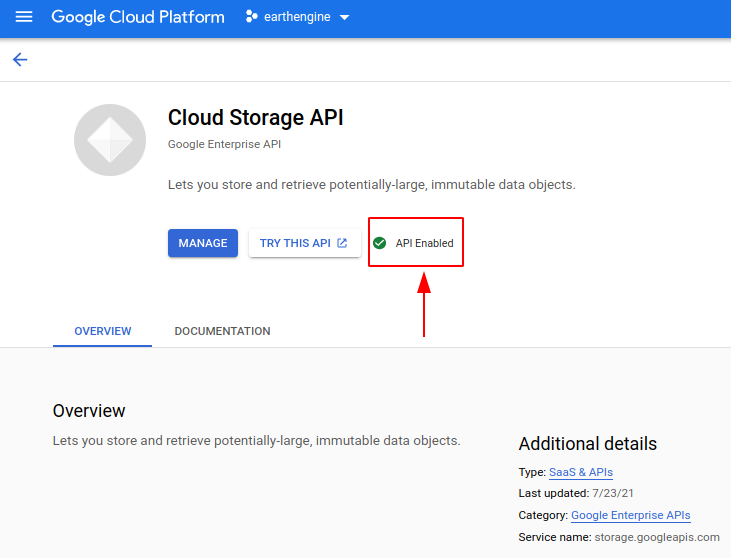 Google Cloud Platform earthengine
Cloud Storage API
Google Enterprise API
Lets you store and retrieve potentially-large, immutable data objects.
MANAGE TRY THIS API API Enabled
OVERVIEW DOCUMENTATION
Overview
Lets you store and retrieve potentially-large, immutable data objects.
Additional details
Type: SaaS & APIs
Last updated: 7/23/21
Category: Google Enterprise APIs
Service name: storage.googleapis.com